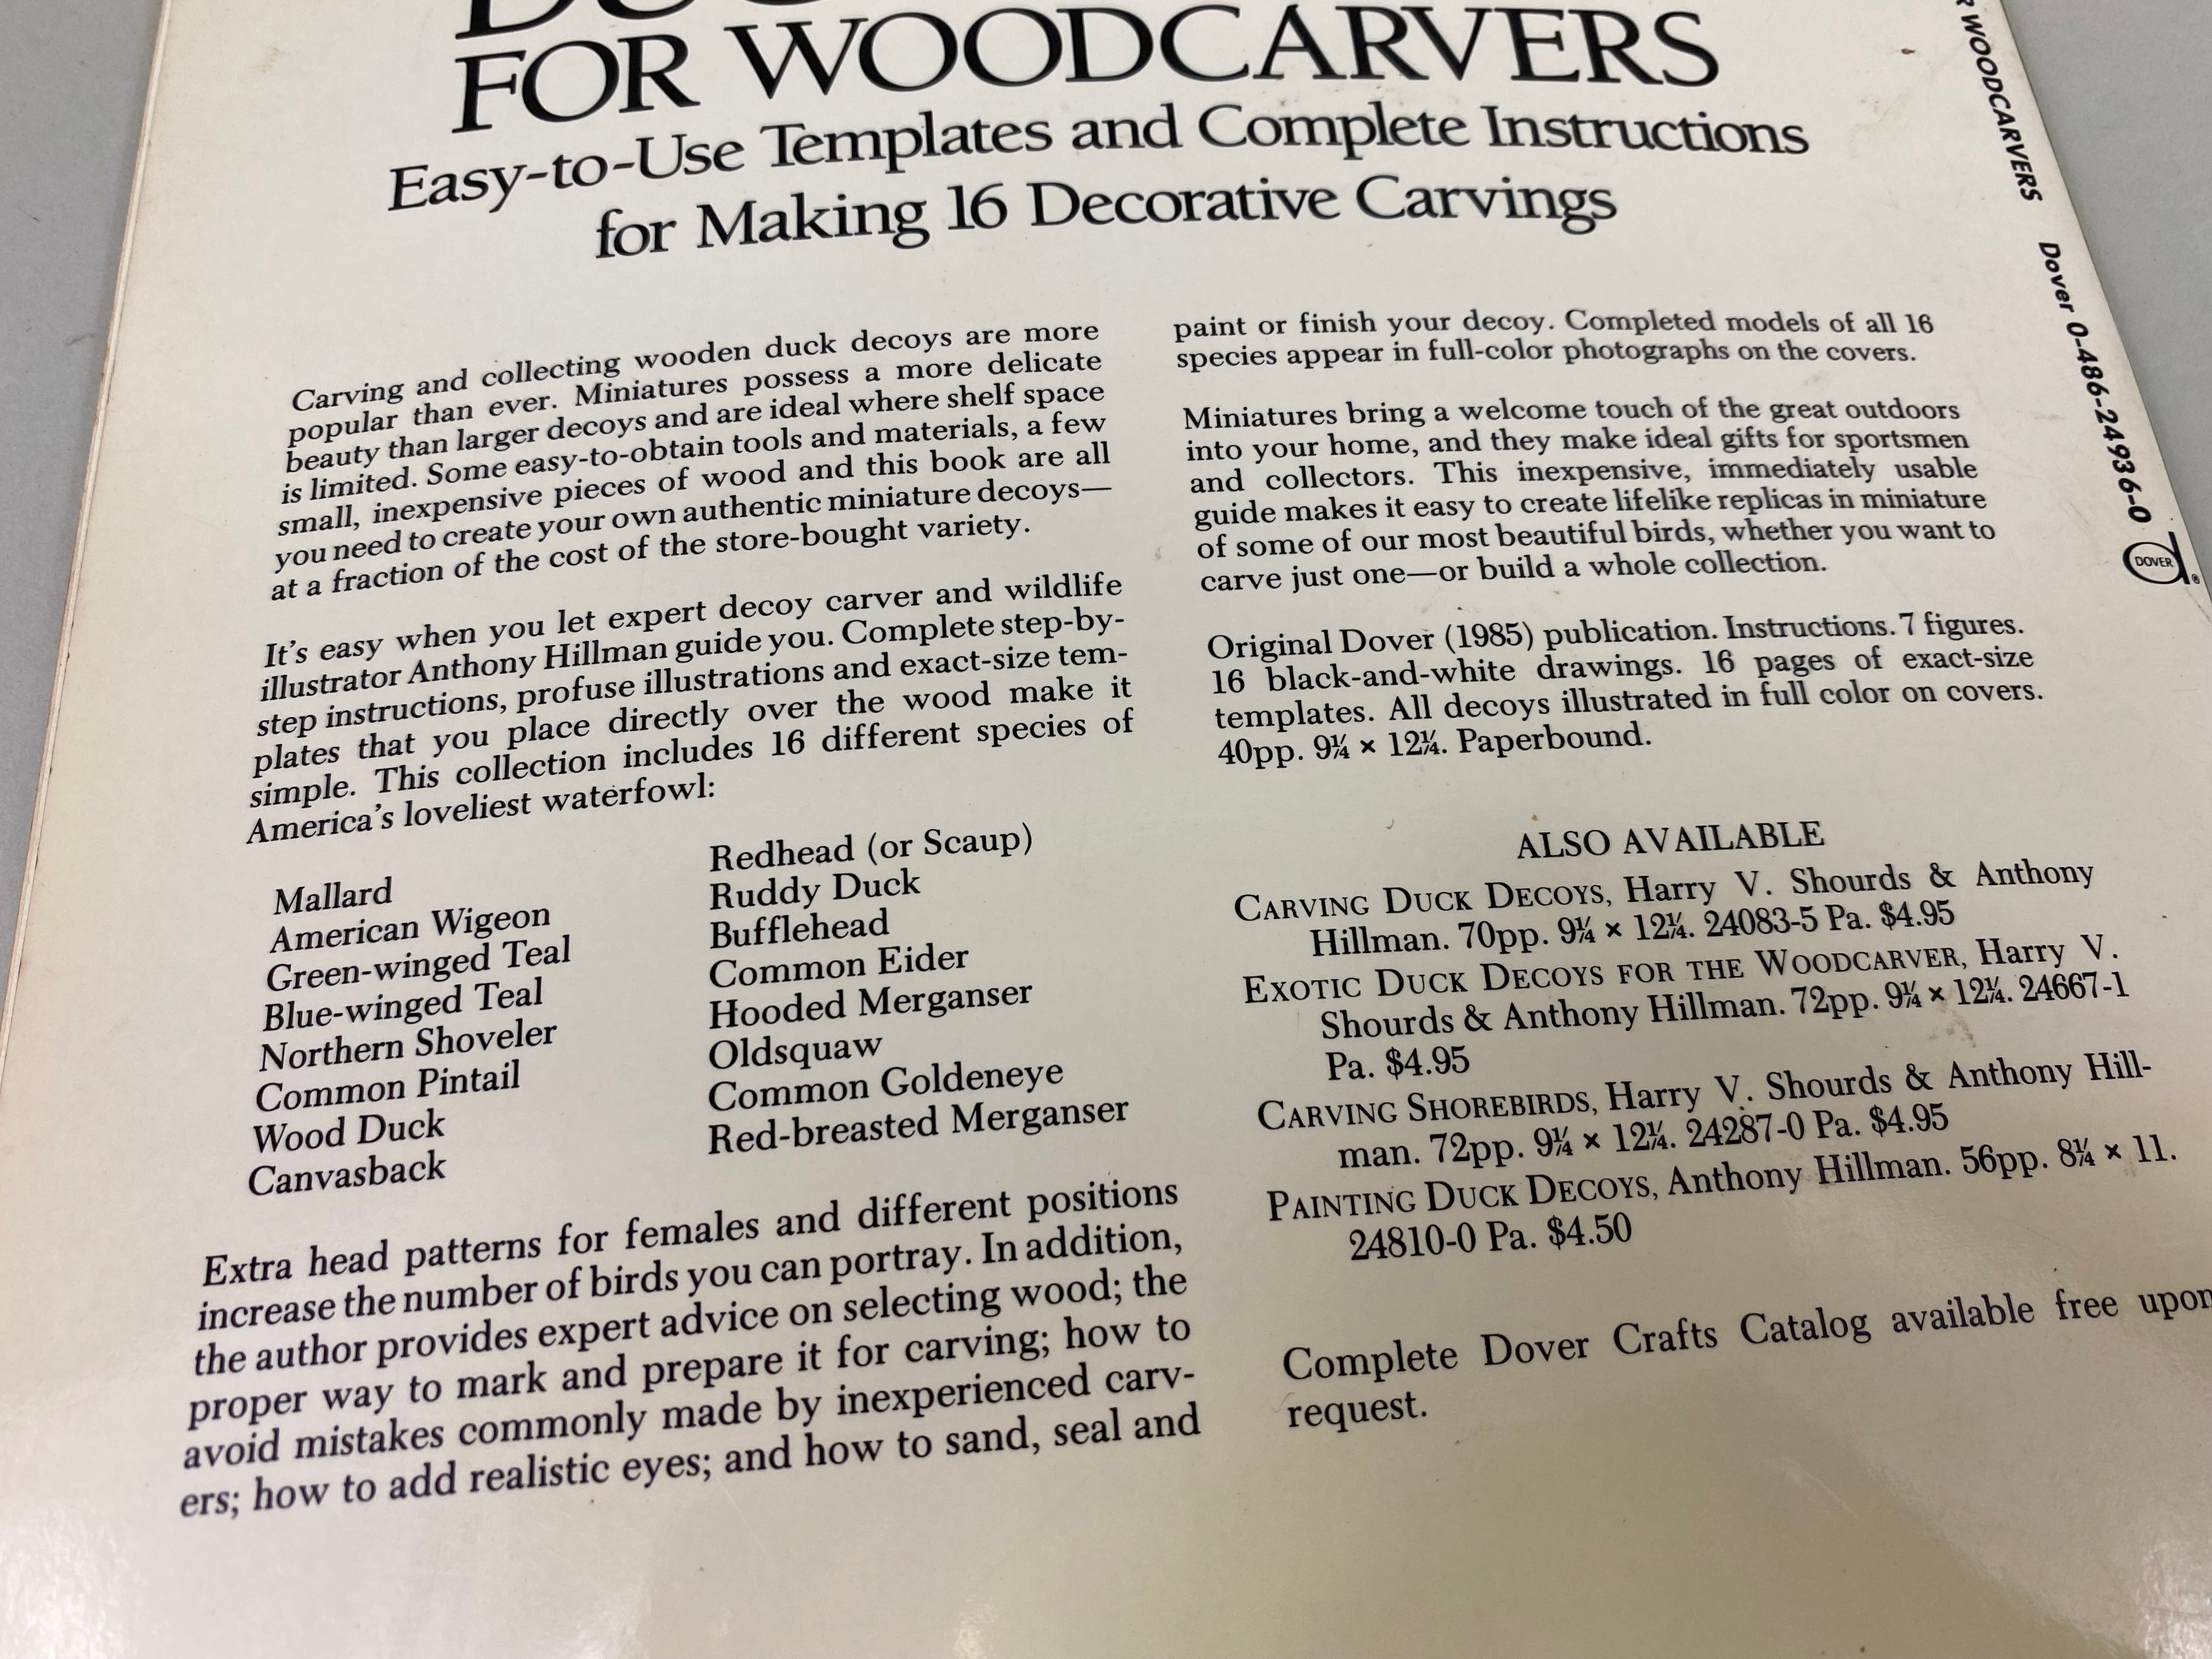 FOR WOODCARVERS
Easy-to-Use Templates and Complete Instructions
for Making 16 Decorative Carvings
Carving and collecting wooden duck decoys are more
popular than ever. Miniatures possess a more delicate
beauty than larger decoys and are ideal where shelf space
is limited. Some easy-to-obtain tools and materials, a few
small, inexpensive pieces of wood and this book are all
you need to create your own authentic miniature decoys—
at a fraction of the cost of the store-bought variety.
It's easy when you let expert decoy carver and wildlife
illustrator Anthony Hillman guide you. Complete step-by-
step instructions, profuse illustrations and exact-size tem-
plates that you place directly over the wood make it
simple. This collection includes 16 different species of
America's loveliest waterfowl:
Mallard
American Wigeon
Green-winged Teal
Blue-winged Teal
Northern Shoveler
Common Pintail
Wood Duck
Canvasback
Redhead (or Scaup)
Ruddy Duck
Bufflehead
Common Eider
Hooded Merganser
Oldsquaw
Common Goldeneye
Red-breasted Merganser
Extra head patterns for females and different positions
increase the number of birds you can portray. In addition,
the author provides expert advice on selecting wood; the
proper way to mark and prepare it for carving; how to
avoid mistakes commonly made by inexperienced carv-
ers; how to add realistic eyes; and how to sand, seal and
paint or finish your decoy. Completed models of all 16
species appear in full-color photographs on the covers.
Miniatures bring a welcome touch of the great outdoors
into your home, and they make ideal gifts for sportsmen
and collectors. This inexpensive, immediately usable
guide makes it easy to create lifelike replicas in miniature
of some of our most beautiful birds, whether you want to
carve just one—or build a whole collection.
Original Dover (1985) publication. Instructions. 7 figures.
16 black-and-white drawings. 16 pages of exact-size
templates. All decoys illustrated in full color on covers.
40pp. 9¼ × 12¼. Paperbound.
ALSO AVAILABLE
CARVING DUCK DECOYS, Harry V. Shourds & Anthony
Hillman. 70pp. 9¼ × 12¼. 24083-5 Pa. $4.95
EXOTIC DUCK DECOYS FOR THE WOODCARVER, Harry V.
Shourds & Anthony Hillman. 72pp. 9¼ × 12¼. 24667-1
Pa. $4.95
CARVING SHOREBIRDS, Harry V. Shourds & Anthony Hill-
man. 72pp. 9¼ × 12¼. 24287-0 Pa. $4.95
PAINTING DUCK DECOYS, Anthony Hillman. 56pp. 8¼ × 11.
24810-0 Pa. $4.50
Complete Dover Crafts Catalog available free upon
request.
WOODCARVERS Dover 0-486-24936-0
DOVER